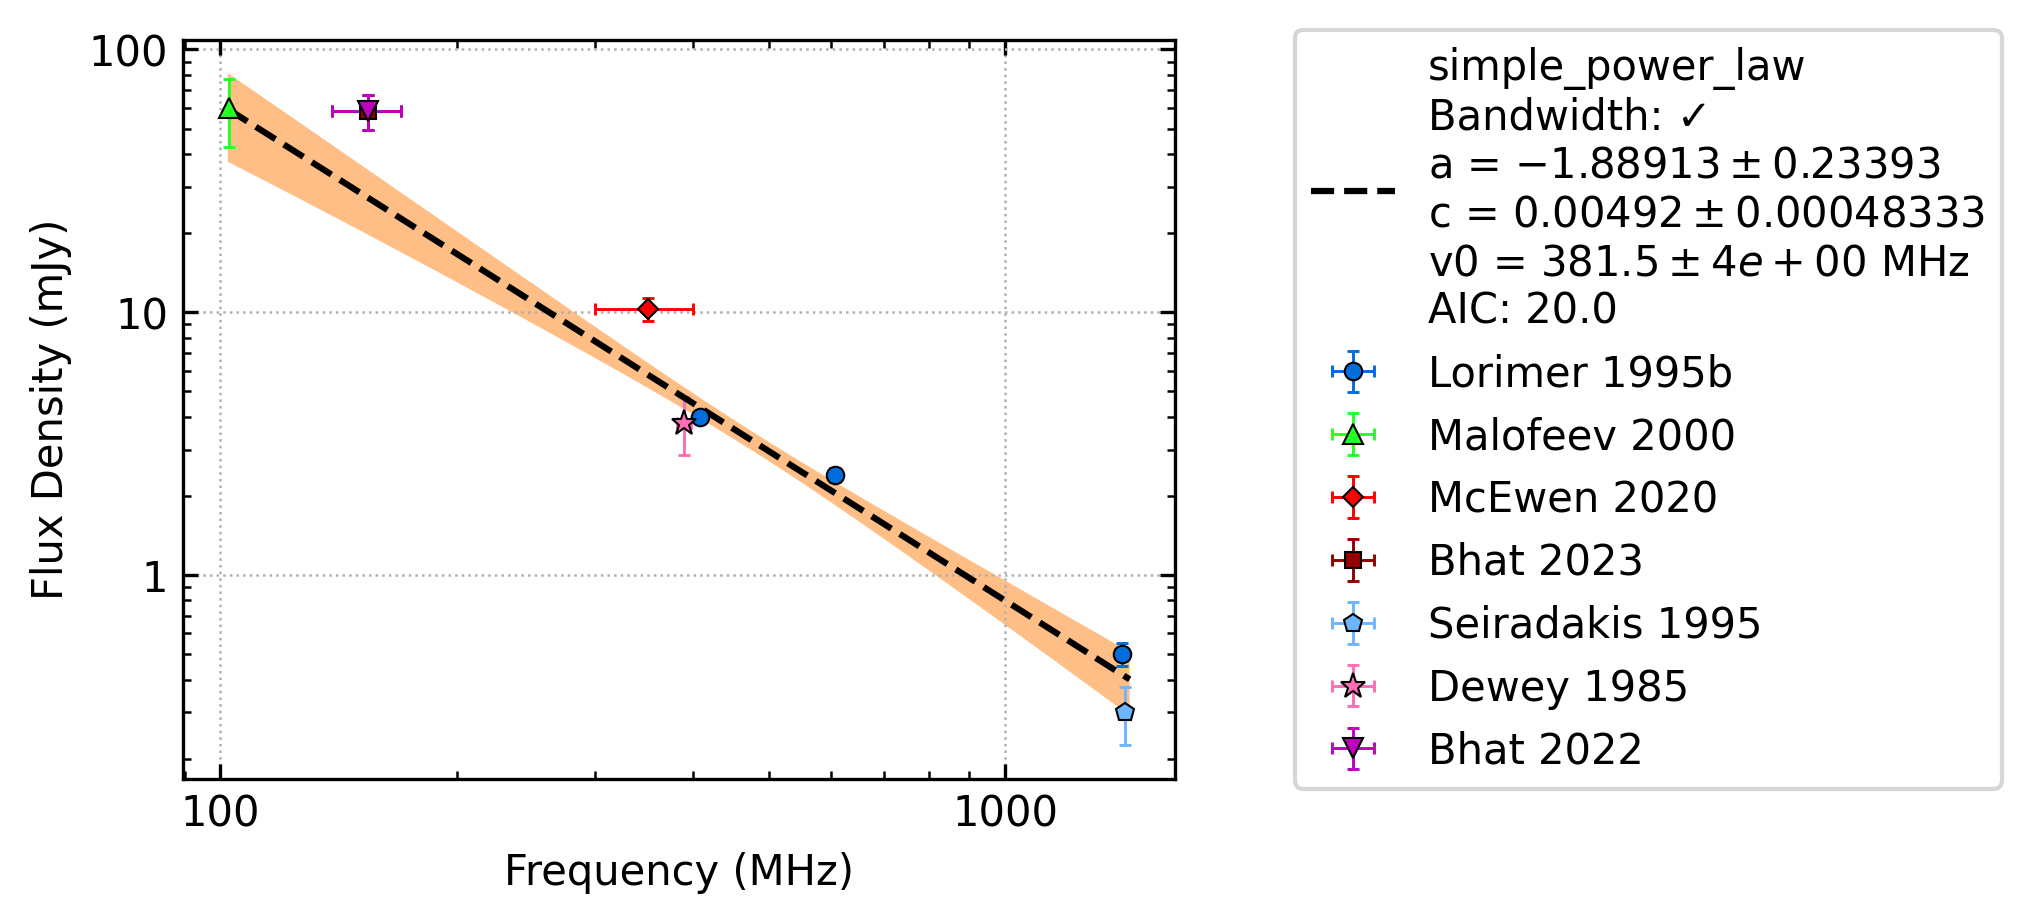 100
10
1
Flux Density (mJy)
100
1000
Frequency (MHz)
simple_power_law
Bandwidth: ✓
a = −1.88913 ± 0.23393
c = 0.00492 ± 0.00048333
v0 = 381.5 ± 4e + 00 MHz
AIC: 20.0
Lorimer 1995b
Malofeev 2000
McEwen 2020
Bhat 2023
Seiradakis 1995
Dewey 1985
Bhat 2022